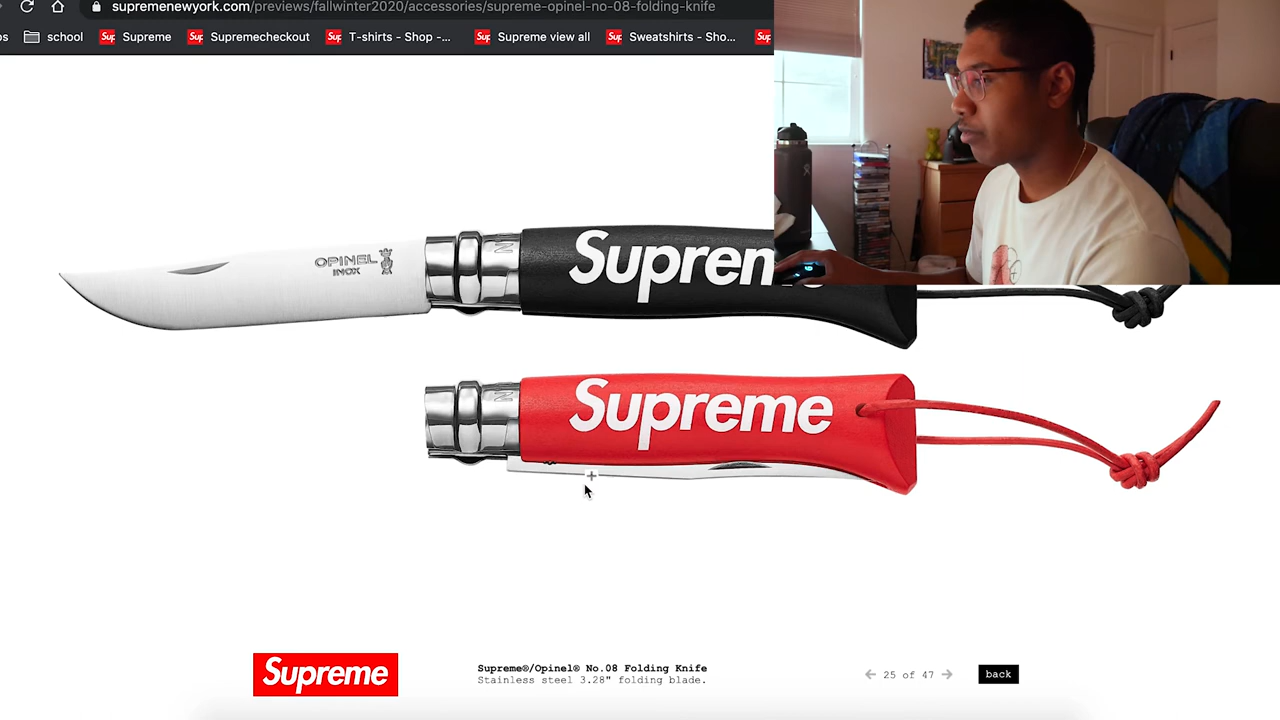 supremenewyork.com/previews/fallwinter2020/accessories/supreme-opinel-no-08-folding-knife
school Supreme Supremecheckout T-shirts - Shop -... Supreme view all Sweatshirts - Sho...
OPINEL
INOX
Suprem
Supreme
Supreme
Supreme®/Opinel® No.08 Folding Knife
Stainless steel 3.28" folding blade.
← 25 of 47 →
back